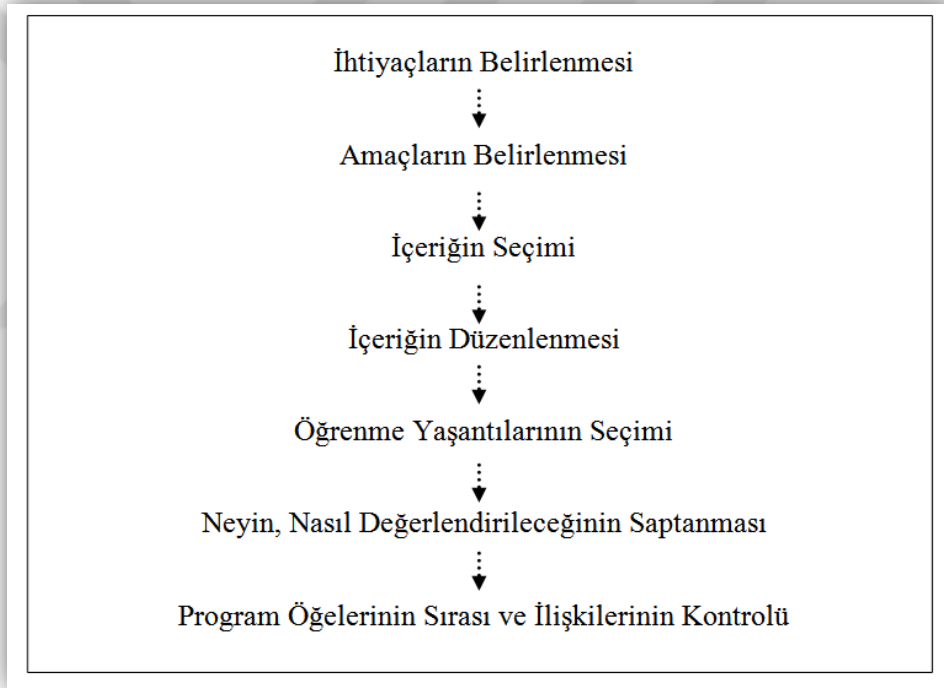 İhtiyaçların Belirlenmesi
Amaçların Belirlenmesi
İçeriğin Seçimi
İçeriğin Düzenlenmesi
Öğrenme Yaşantılarının Seçimi
Neyin, Nasıl Değerlendirileceğinin Saptanması
Program Öğelerinin Sırası ve İlişkilerinin Kontrolü